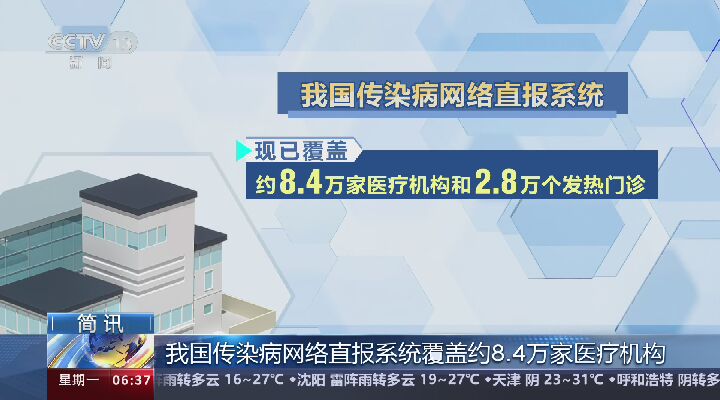 CCTV 13
新闻
我国传染病网络直报系统
现已覆盖
约8.4万家医疗机构和2.8万个发热门诊
简讯
我国传染病网络直报系统覆盖约8.4万家医疗机构
星期一 06:37 阵雨转多云 16~27℃ •沈阳 雷阵雨转多云 19~27℃ •天津 阴 23~31℃ •呼和浩特 阴转多